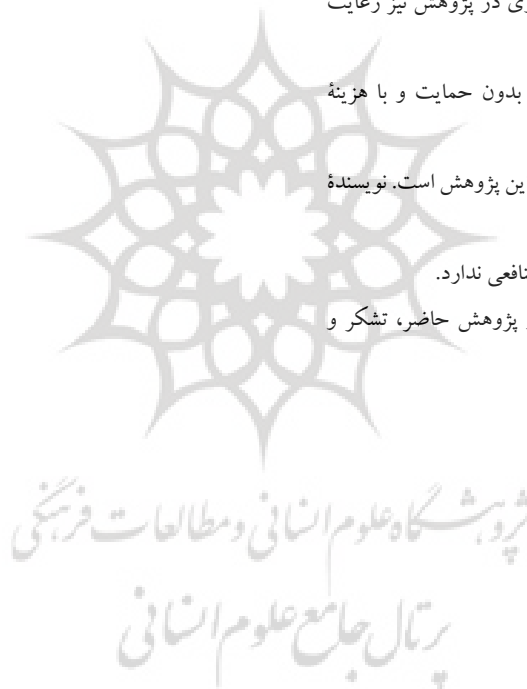 ری در پژوهش نیز رعایت
بدون حمایت و با هزینهٔ
ین پژوهش است. نویسندهٔ
نافعی ندارد.
پژوهش حاضر، تشکر و
پژوهشگاه علوم انسانی و مطالعات فرهنگی
پرتال جامع علوم انسانی